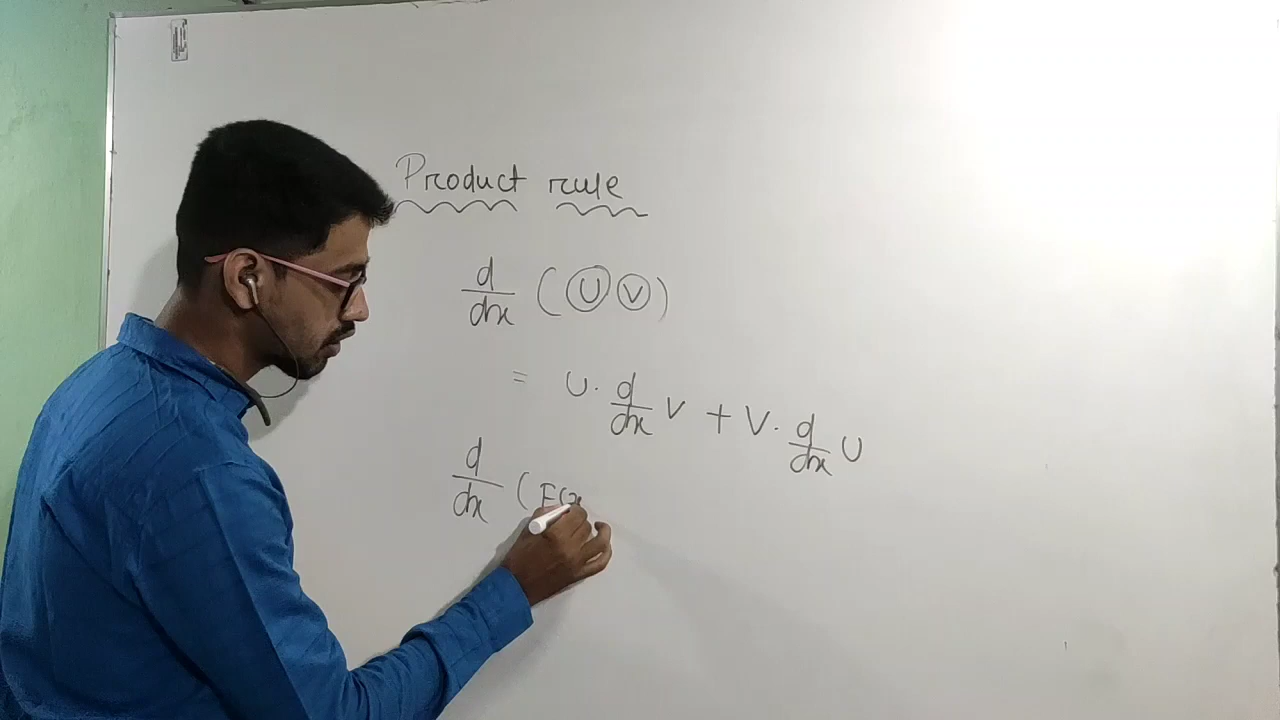 Product rule
d/dx (U V)
= U. d/dx V + V. d/dx U
d/dx (F(x